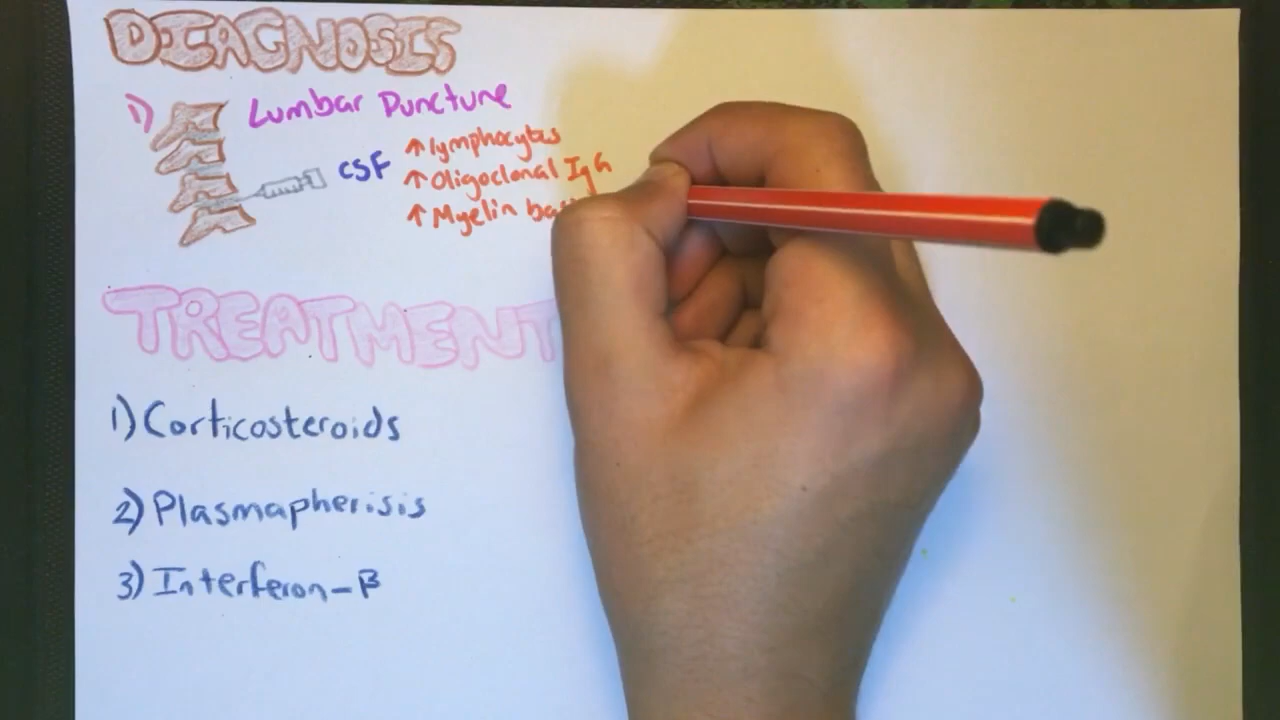 DIAGNOSIS
1) Lumbar Puncture
CSF
↑ lymphocytes
↑ Oligoclonal IgG
↑ Myelin
TREATMENT
1) Corticosteroids
2) Plasmapherisis
3) Interferon-β